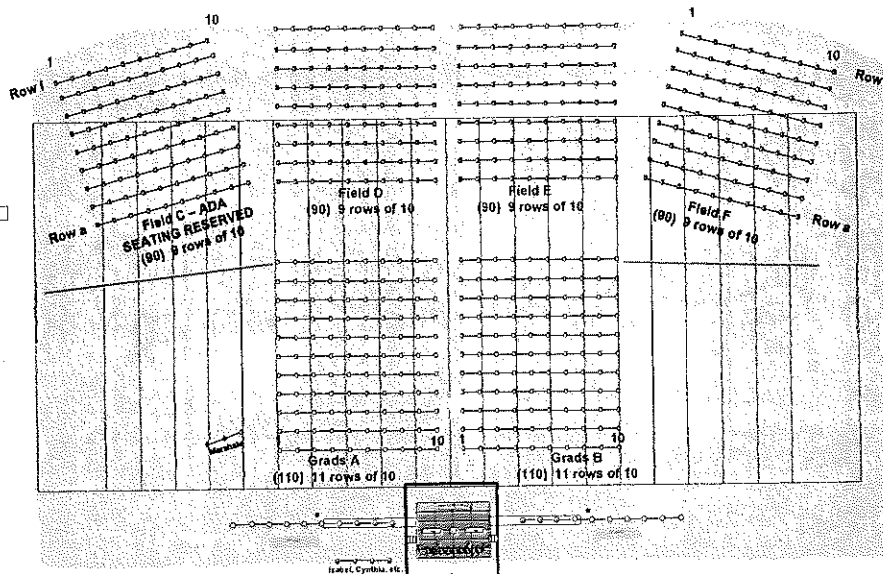 1
10
Row I
1
10
Row
Field D
(90) 9 rows of 10
Field E
(90) 9 rows of 10
Row a
Field C - ADA
SEATING RESERVED
(90) 9 rows of 10
Field F
(90) 9 rows of 10
Row a
10
1
10
Marshals
Grads A
(110) 11 rows of 10
Grads B
(110) 11 rows of 10
Isabel, Cynthia, etc.